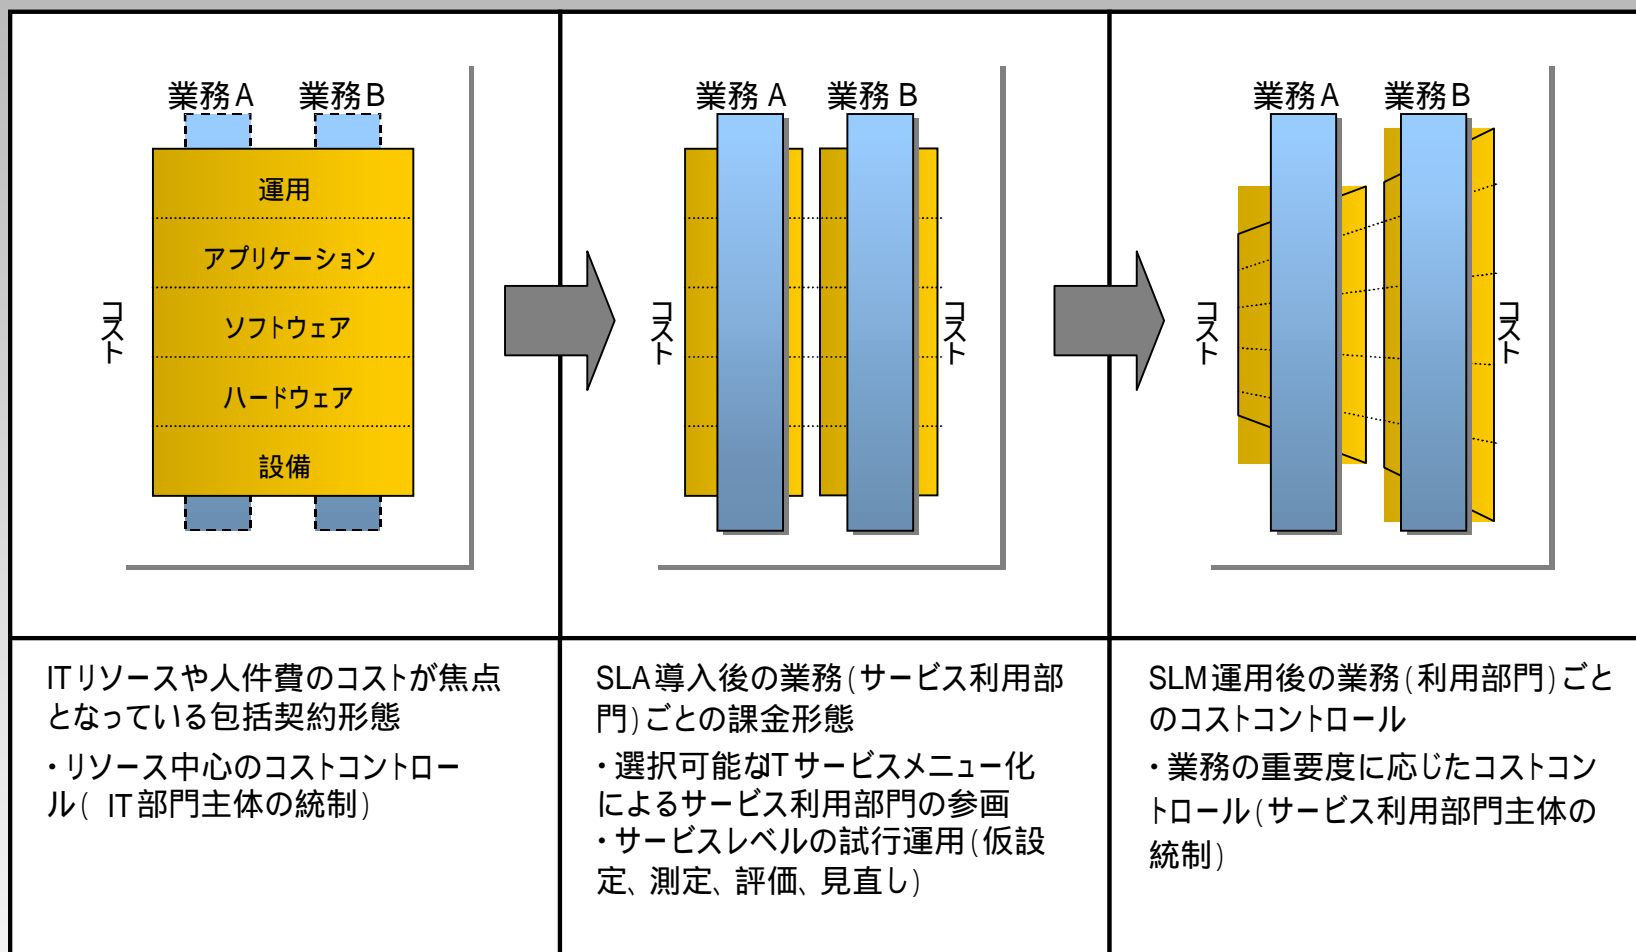 業務A 業務B
運用
アプリケーション
ソフトウェア
ハードウェア
設備
コスト
業務 A 業務 B
コスト
コスト
業務A 業務B
コスト
コスト
ITリソースや人件費のコストが焦点
となっている包括契約形態
・リソース中心のコストコントロー
ル( IT部門主体の統制)
SLA導入後の業務(サービス利用部
門)ごとの課金形態
・選択可能なITサービスメニュー化
によるサービス利用部門の参画
・サービスレベルの試行運用(仮設
定、測定、評価、見直し)
SLM運用後の業務(利用部門)ごと
のコストコントロール
・業務の重要度に応じたコストコン
トロール(サービス利用部門主体の
統制)